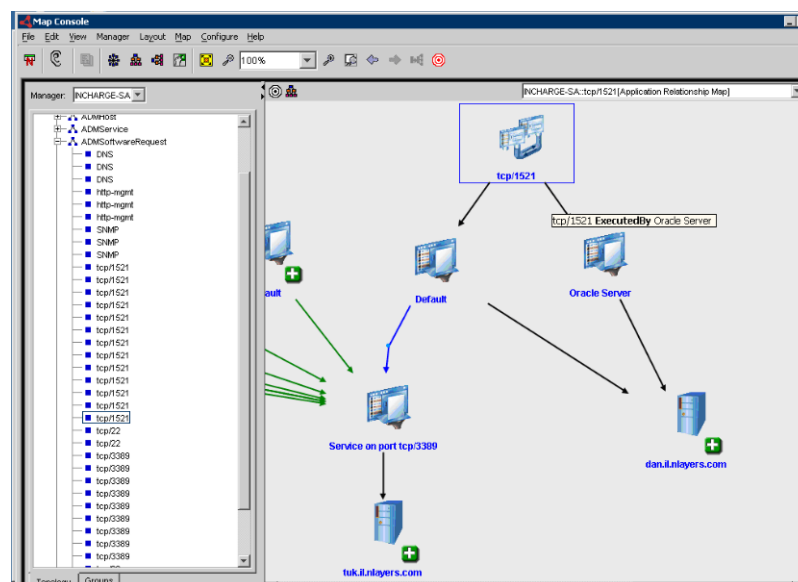 Map Console
File Edit View Manager Layout Map Configure Help
100%
Manager: INCHARGE-SA
INCHARGE-SA::tcp/1521[Application Relationship Map]
ADMHost
ADMService
ADMSoftwareRequest
DNS
DNS
DNS
http-mgmt
http-mgmt
http-mgmt
SNMP
SNMP
SNMP
tcp/1521
tcp/1521
tcp/1521
tcp/1521
tcp/1521
tcp/1521
tcp/1521
tcp/1521
tcp/1521
tcp/1521
tcp/1521
tcp/1521
tcp/1521
tcp/22
tcp/22
tcp/3389
tcp/3389
tcp/3389
tcp/3389
tcp/3389
tcp/3389
tcp/3389
tcp/3389
Topology Groups
tcp/1521
tcp/1521 ExecutedBy Oracle Server
ault
Default
Oracle Server
Service on port tcp/3389
dan.il.nlayers.com
tuk.il.nlayers.com